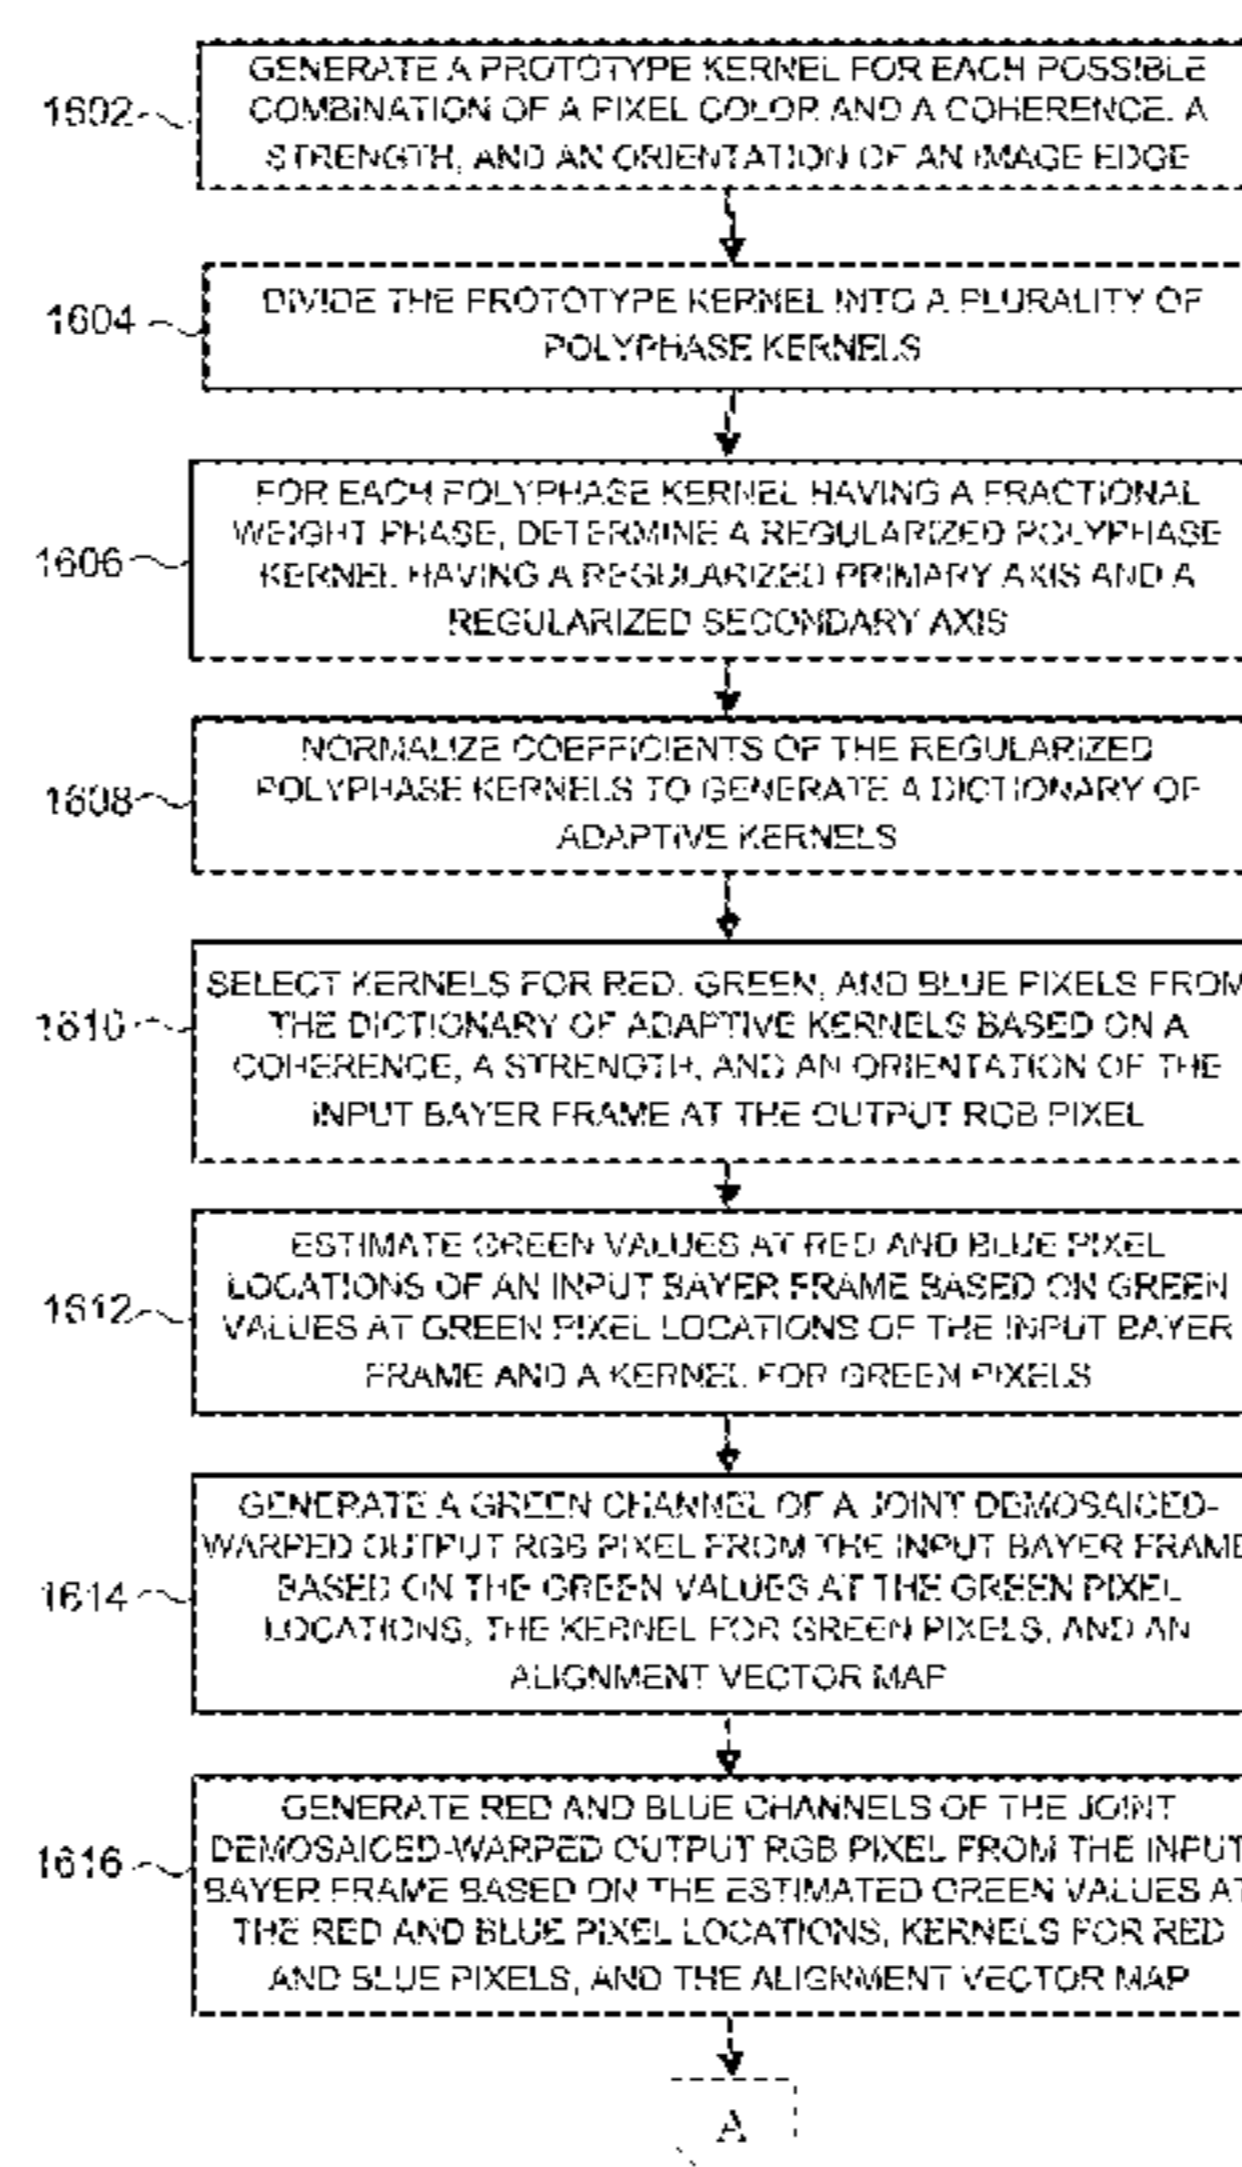 GENERATE A PROTOTYPE KERNEL FOR EACH POSSIBLE
1602
COMBINATION OF A PIXEL COLOR AND A COHERENCE, A
STRENGTH, AND AN ORIENTATION OF AN IMAGE EDGE
1604
DIVIDE THE PROTOTYPE KERNEL INTO A PLURALITY OF
POLYPHASE KERNELS
FOR EACH POLYPHASE KERNEL HAVING A FRACTIONAL
WEIGHT PHASE, DETERMINE A REGULARIZED POLYPHASE
1606
KERNEL HAVING A REGULARIZED PRIMARY AXIS AND A
REGULARIZED SECONDARY AXIS
NORMALIZE COEFFICIENTS OF THE REGULARIZED
1608
POLYPHASE KERNELS TO GENERATE A DICTIONARY OF
ADAPTIVE KERNELS
SELECT KERNELS FOR RED, GREEN, AND BLUE PIXELS FROM
1610
THE DICTIONARY OF ADAPTIVE KERNELS BASED ON A
COHERENCE, A STRENGTH, AND AN ORIENTATION OF THE
INPUT BAYER FRAME AT THE OUTPUT RGB PIXEL
ESTIMATE GREEN VALUES AT RED AND BLUE PIXEL
LOCATIONS OF AN INPUT BAYER FRAME BASED ON GREEN
1612
VALUES AT GREEN PIXEL LOCATIONS OF THE INPUT BAYER
FRAME AND A KERNEL FOR GREEN PIXELS
GENERATE A GREEN CHANNEL OF A JOINT DEMOSAICED-
WARPED OUTPUT RGB PIXEL FROM THE INPUT BAYER FRAME
1614
BASED ON THE GREEN VALUES AT THE GREEN PIXEL
LOCATIONS, THE KERNEL FOR GREEN PIXELS, AND AN
ALIGNMENT VECTOR MAP
GENERATE RED AND BLUE CHANNELS OF THE JOINT
DEMOSAICED-WARPED OUTPUT RGB PIXEL FROM THE INPUT
1616
BAYER FRAME BASED ON THE ESTIMATED GREEN VALUES AT
THE RED AND BLUE PIXEL LOCATIONS, KERNELS FOR RED
AND BLUE PIXELS, AND THE ALIGNMENT VECTOR MAP
A